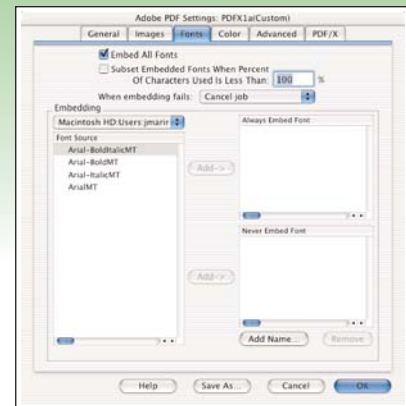 Adobe PDF Settings: PDFX1a(Custom)
General Images Fonts Color Advanced PDF/X
Embed All Fonts
Subset Embedded Fonts When Percent
Of Characters Used Is Less Than: 100 %
When embedding fails: Cancel job
Embedding
Macintosh HD:Users:jmarin
Font Source
Arial-BoldItalicMT
Arial-BoldMT
Arial-ItalicMT
ArialMT
Add->
Always Embed Font
Add->
Never Embed Font
Add Name... Remove
Help Save As... Cancel OK